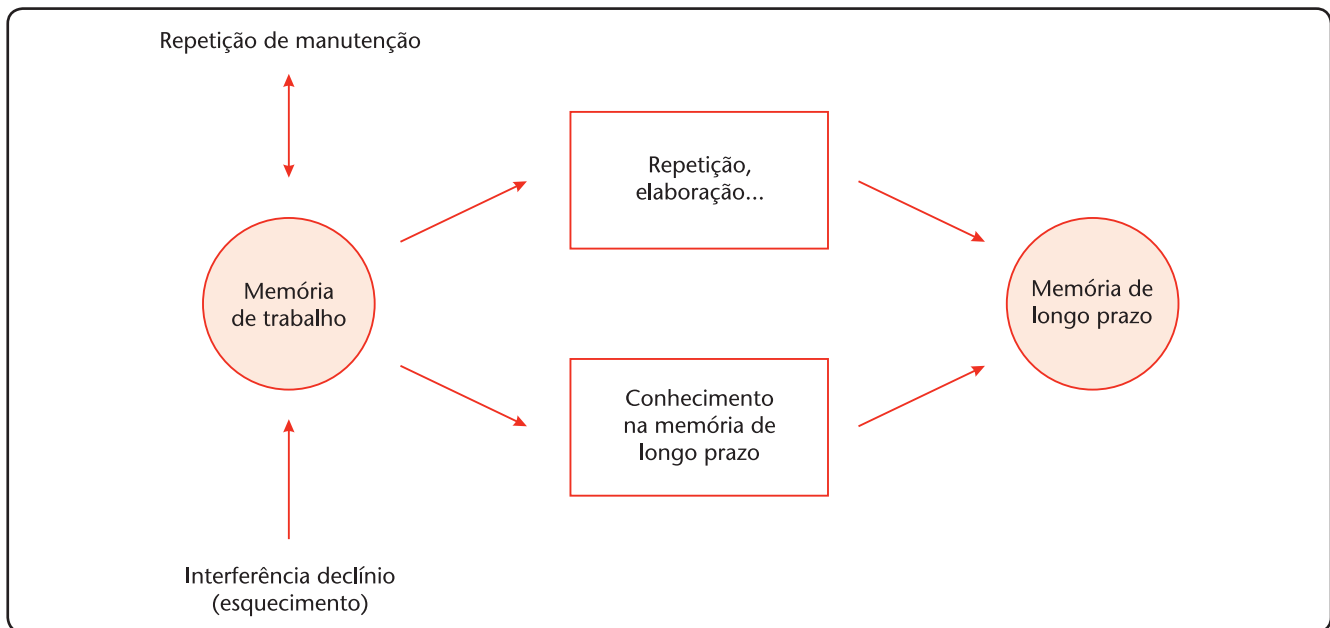 Repetição de manutenção
Repetição,
elaboração...
Memória
de trabalho
Memória de
longo prazo
Conhecimento
na memória de
longo prazo
Interferência declínio
(esquecimento)